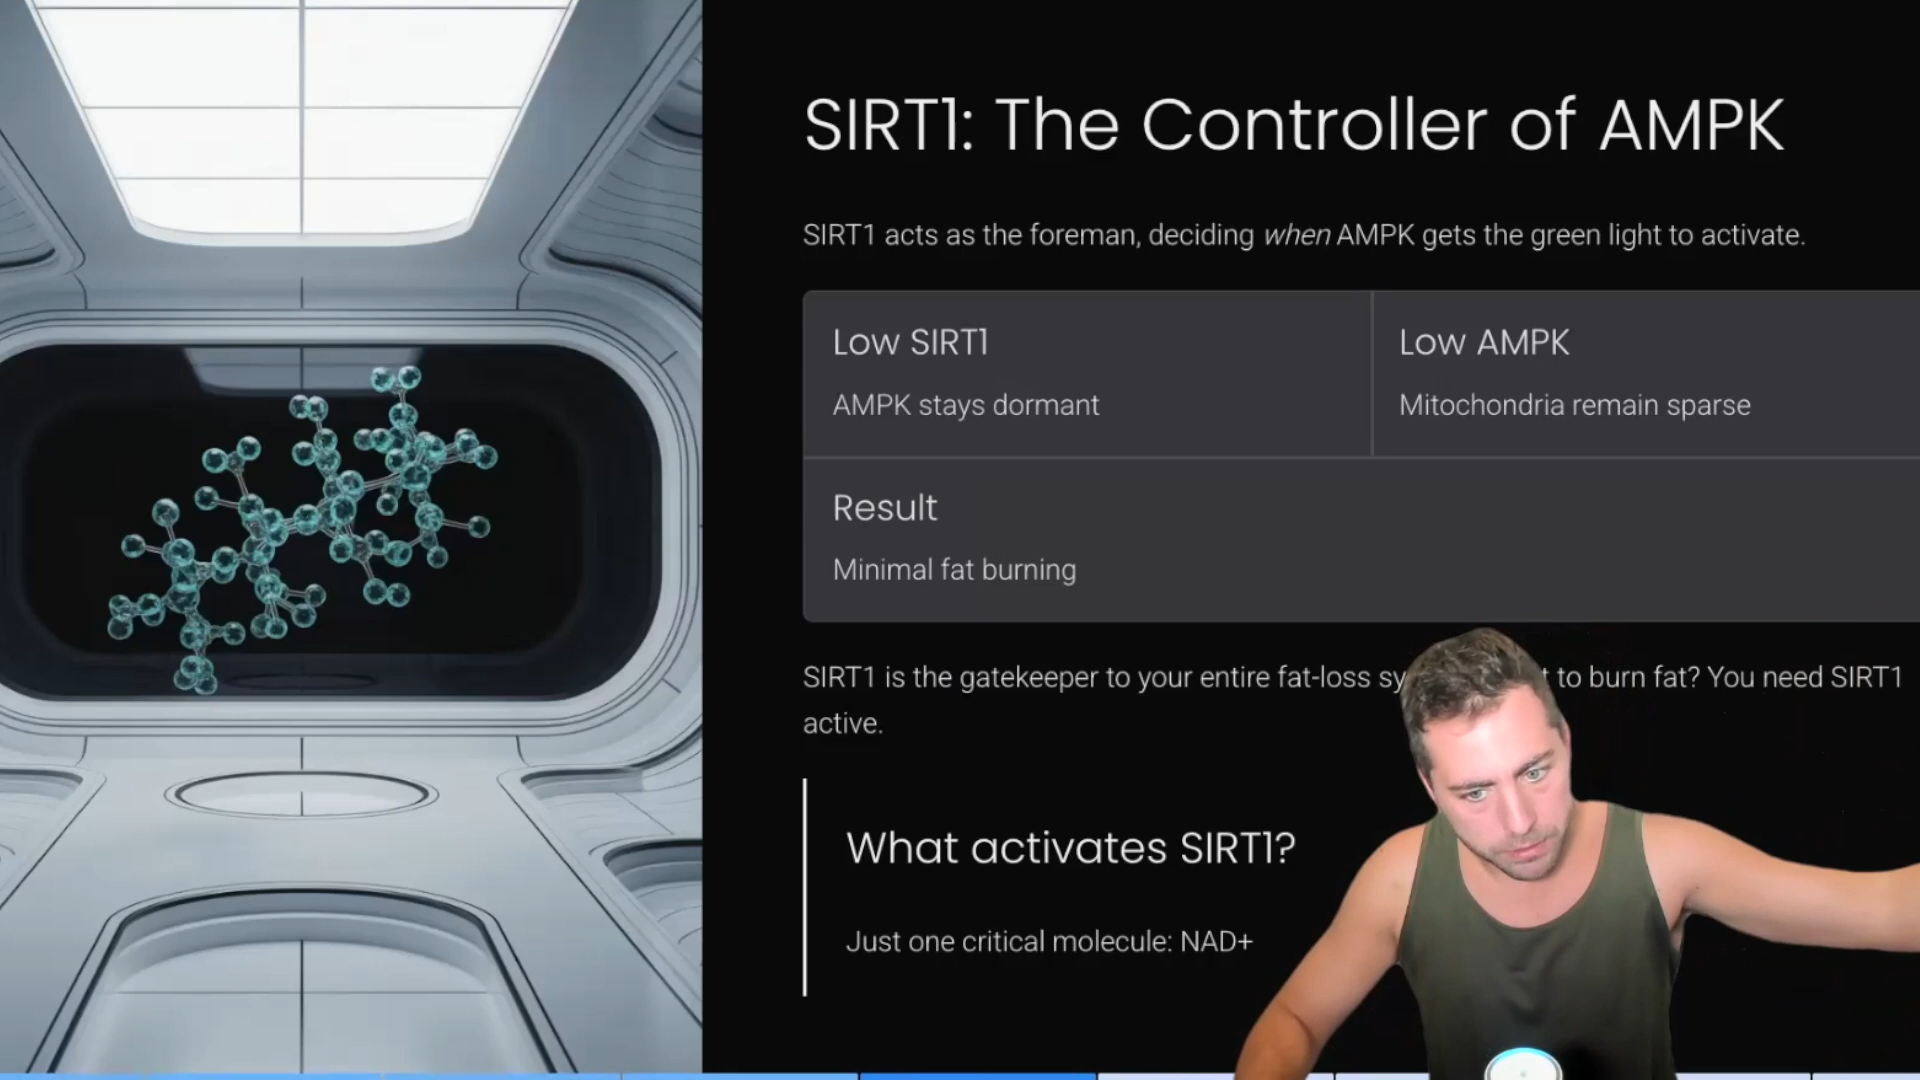 SIRT1: The Controller of AMPK
SIRT1 acts as the foreman, deciding when AMPK gets the green light to activate.
Low SIRT1
AMPK stays dormant
Low AMPK
Mitochondria remain sparse
Result
Minimal fat burning
SIRT1 is the gatekeeper to your entire fat-loss to burn fat? You need SIRT1
active.
What activates SIRT1?
Just one critical molecule: NAD+